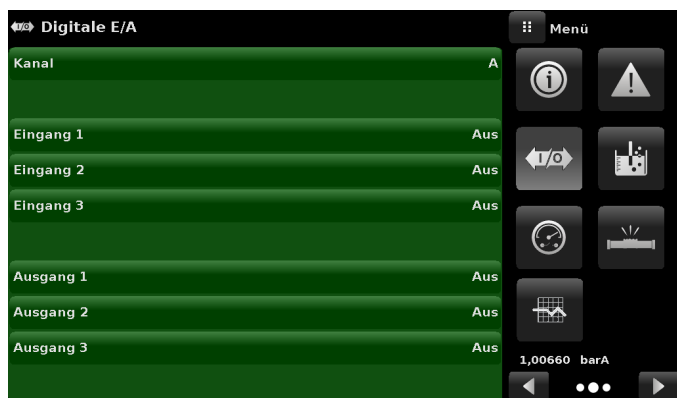 I/O Digitale E/A
Menü
Kanal A
Eingang 1 Aus
Eingang 2 Aus
Eingang 3 Aus
Ausgang 1 Aus
Ausgang 2 Aus
Ausgang 3 Aus
I/O
1,00660 barA